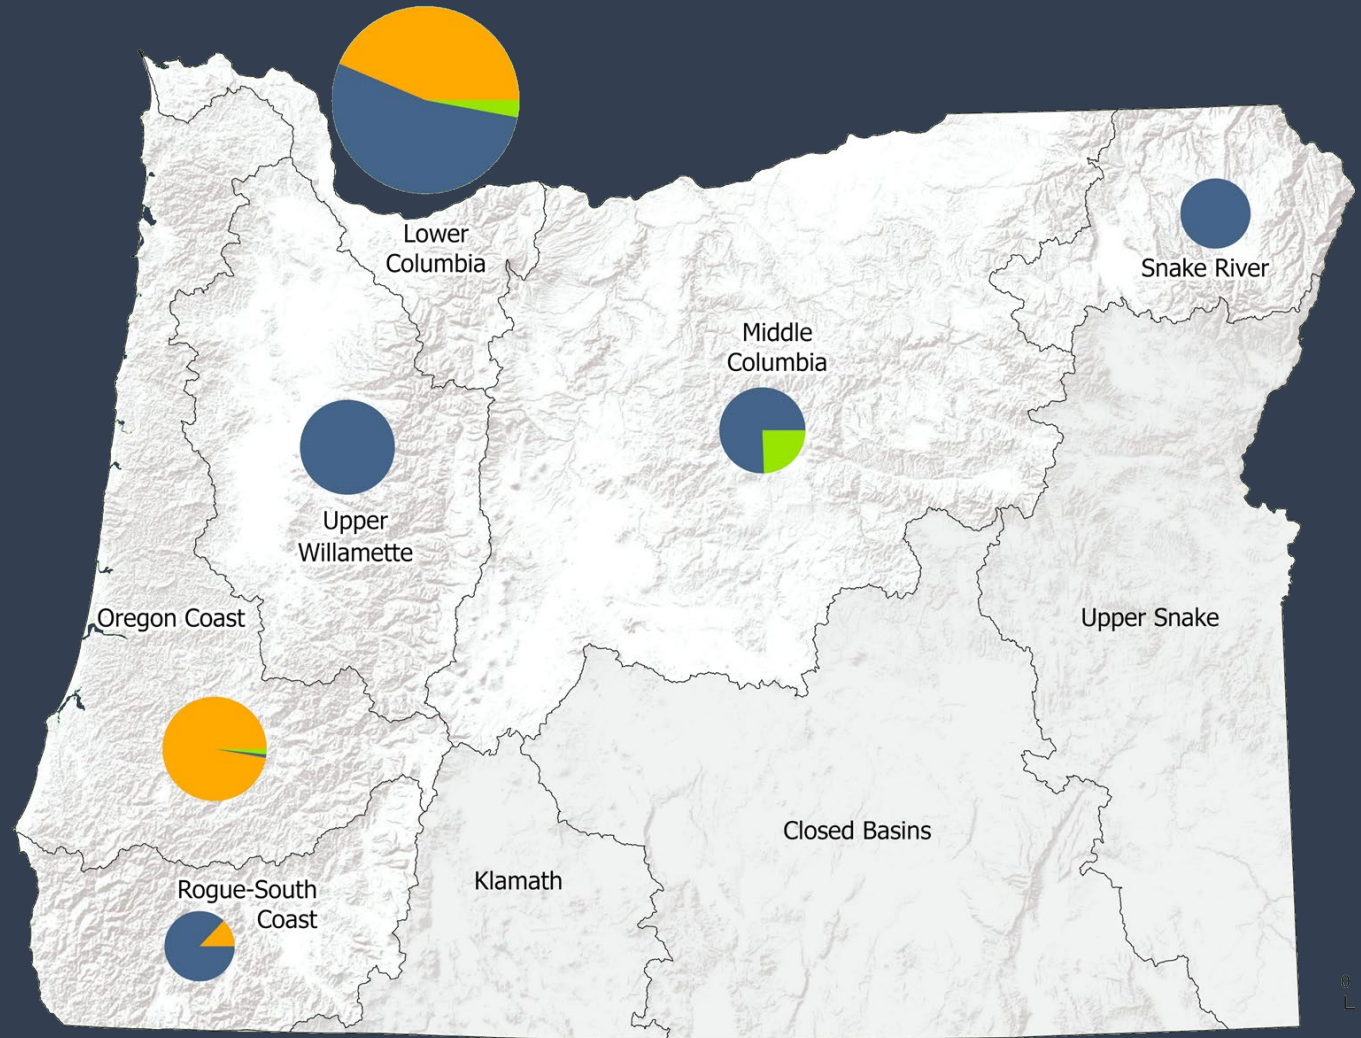 Lower
Columbia
Snake River
Middle
Columbia
Upper
Willamette
Oregon Coast
Upper Snake
Closed Basins
Klamath
Rogue-South
Coast